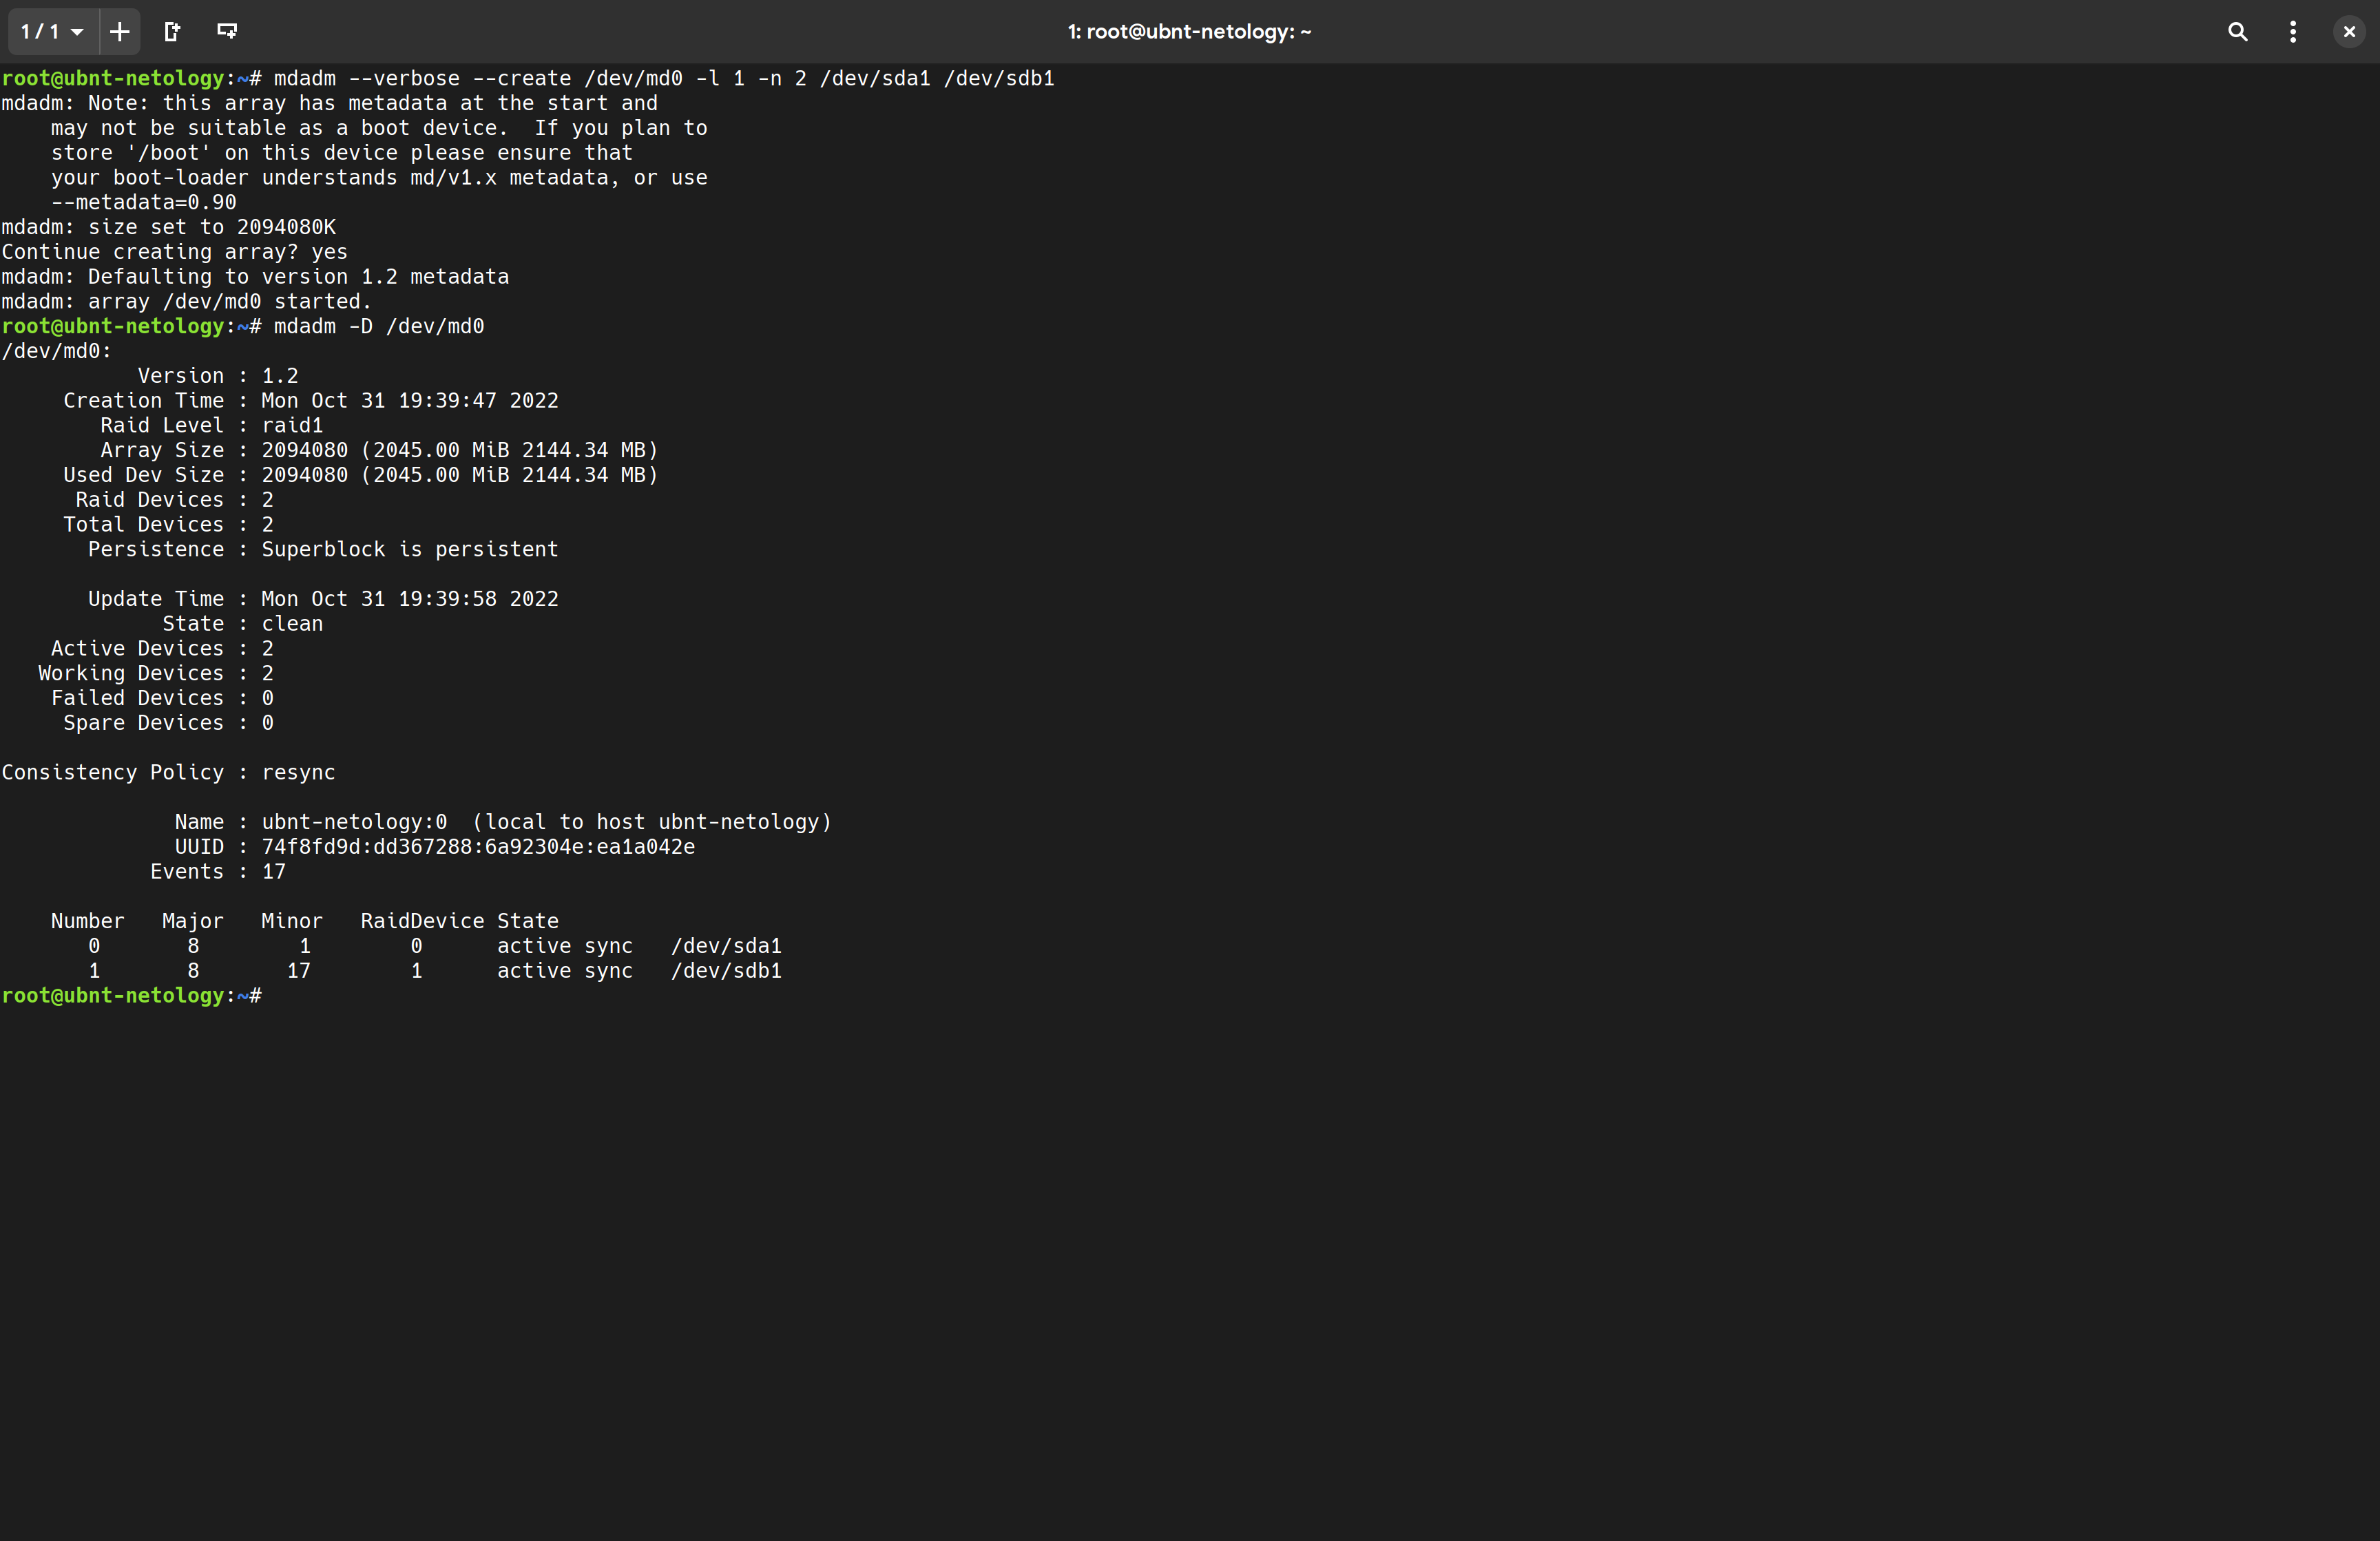 1 / 1
1: root@ubnt-netology: ~
root@ubnt-netology:~# mdadm --verbose --create /dev/md0 -l 1 -n 2 /dev/sda1 /dev/sdb1
mdadm: Note: this array has metadata at the start and
    may not be suitable as a boot device.  If you plan to
    store '/boot' on this device please ensure that
    your boot-loader understands md/v1.x metadata, or use
    --metadata=0.90
mdadm: size set to 2094080K
Continue creating array? yes
mdadm: Defaulting to version 1.2 metadata
mdadm: array /dev/md0 started.
root@ubnt-netology:~# mdadm -D /dev/md0
/dev/md0:
           Version : 1.2
     Creation Time : Mon Oct 31 19:39:47 2022
        Raid Level : raid1
        Array Size : 2094080 (2045.00 MiB 2144.34 MB)
     Used Dev Size : 2094080 (2045.00 MiB 2144.34 MB)
      Raid Devices : 2
     Total Devices : 2
       Persistence : Superblock is persistent

       Update Time : Mon Oct 31 19:39:58 2022
             State : clean
    Active Devices : 2
   Working Devices : 2
    Failed Devices : 0
     Spare Devices : 0

Consistency Policy : resync

              Name : ubnt-netology:0  (local to host ubnt-netology)
              UUID : 74f8fd9d:dd367288:6a92304e:ea1a042e
            Events : 17

    Number   Major   Minor   RaidDevice State
       0       8        1        0      active sync   /dev/sda1
       1       8       17        1      active sync   /dev/sdb1
root@ubnt-netology:~#